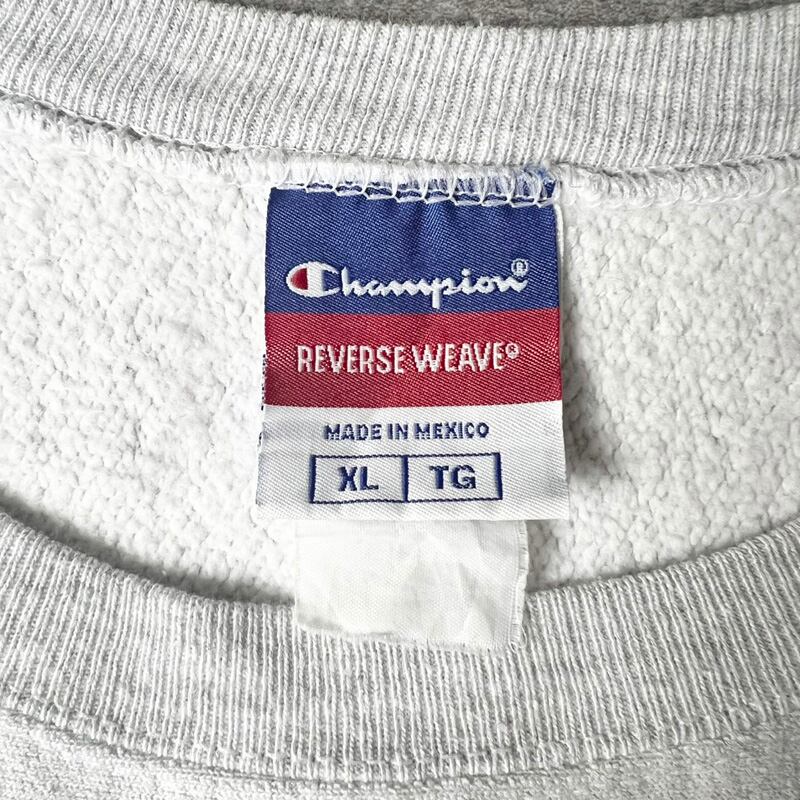 Champion®
REVERSE WEAVE®
MADE IN MEXICO
XL TG